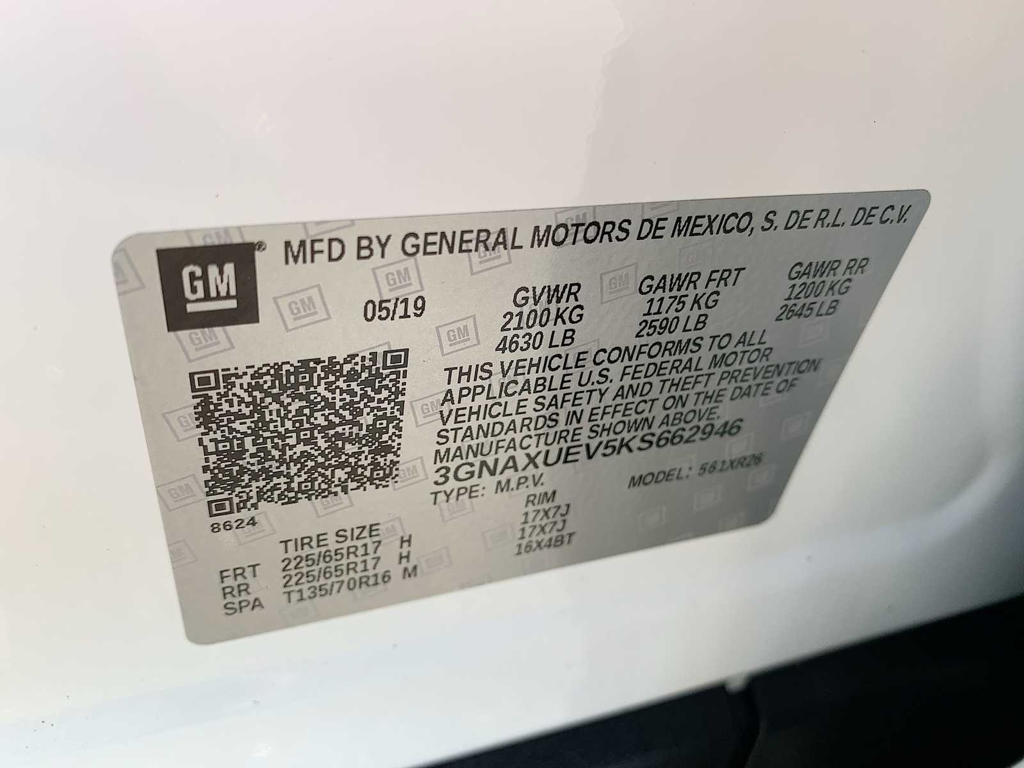 GM ® MFD BY GENERAL MOTORS DE MEXICO, S. DE R.L. DE C.V.
05/19 GVWR GAWR FRT GAWR RR
2100 KG 1175 KG 1200 KG
4630 LB 2590 LB 2645 LB
THIS VEHICLE CONFORMS TO ALL
APPLICABLE U.S. FEDERAL MOTOR
VEHICLE SAFETY AND THEFT PREVENTION
STANDARDS IN EFFECT ON THE DATE OF
MANUFACTURE SHOWN ABOVE.
3GNAXUEV5KS662946
TYPE: M.P.V. MODEL: 561XR26
8624
TIRE SIZE RIM
FRT 225/65R17 H 17X7J
RR 225/65R17 H 17X7J
SPA T135/70R16 M 16X4BT